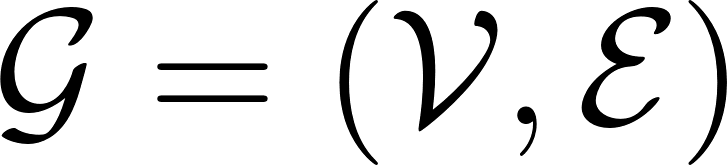 𝒢 = (𝒱, ℰ)